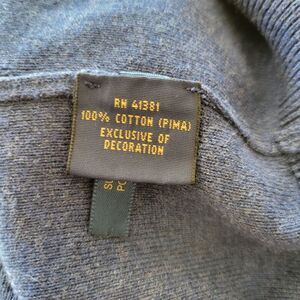 RN 41381
100% COTTON (PIMA)
EXCLUSIVE OF
DECORATION